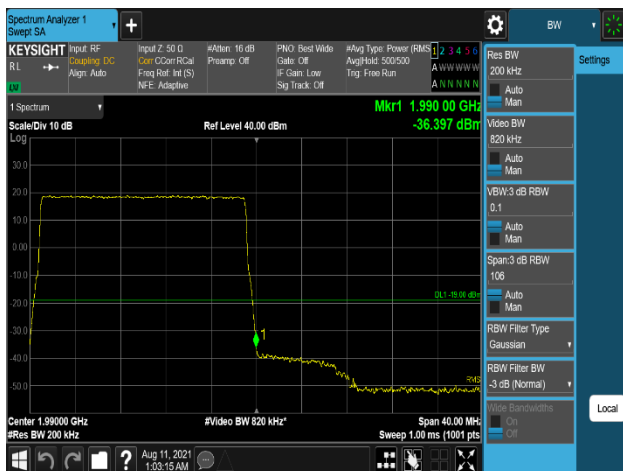 Spectrum Analyzer 1
Swept SA
+
BW
KEYSIGHT Input: RF Input Z: 50 Ω #Atten: 16 dB PNO: Best Wide #Avg Type: Power (RMS 1 2 3 4 5 6
RL Coupling: DC Corr CCorr RCal Preamp: Off Gate: Off Avg|Hold: 500/500 A W W W W W
Align: Auto Freq Ref: Int (S) IF Gain: Low Trig: Free Run
NFE: Adaptive Sig Track: Off A N N N N N
1 Spectrum
Mkr1 1.990 00 GHz
Scale/Div 10 dB Ref Level 40.00 dBm -36.397 dBm
Log
30.0
20.0
10.0
0.00
-10.0
DL1 -19.00 dBm
-20.0
-30.0
1
-40.0
RMS
-50.0
Center 1.99000 GHz #Video BW 820 kHz* Span 40.00 MHz
#Res BW 200 kHz Sweep 1.00 ms (1001 pts)
Aug 11, 2021
1:03:15 AM
?
Res BW
200 kHz
Auto
Man
Video BW
820 kHz
Auto
Man
VBW:3 dB RBW
0.1
Auto
Man
Span:3 dB RBW
106
Auto
Man
RBW Filter Type
Gaussian
RBW Filter BW
-3 dB (Normal)
Wide Bandwidths
On
Off
Settings
Local